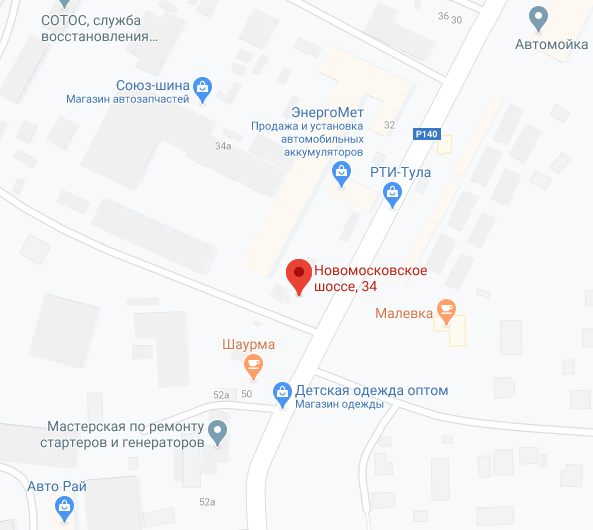 36
30
СОТОС, служба
восстановления...
Автомойка
Союз-шина
Магазин автозапчастей
ЭнергоМет
Продажа и установка
автомобильных
аккумуляторов
32
Р140
34а
РТИ-Тула
Новомосковское
шоссе, 34
Малевка
Шаурма
52а
50
Детская одежда оптом
Магазин одежды
Мастерская по ремонту
стартеров и генераторов
Авто Рай
52а